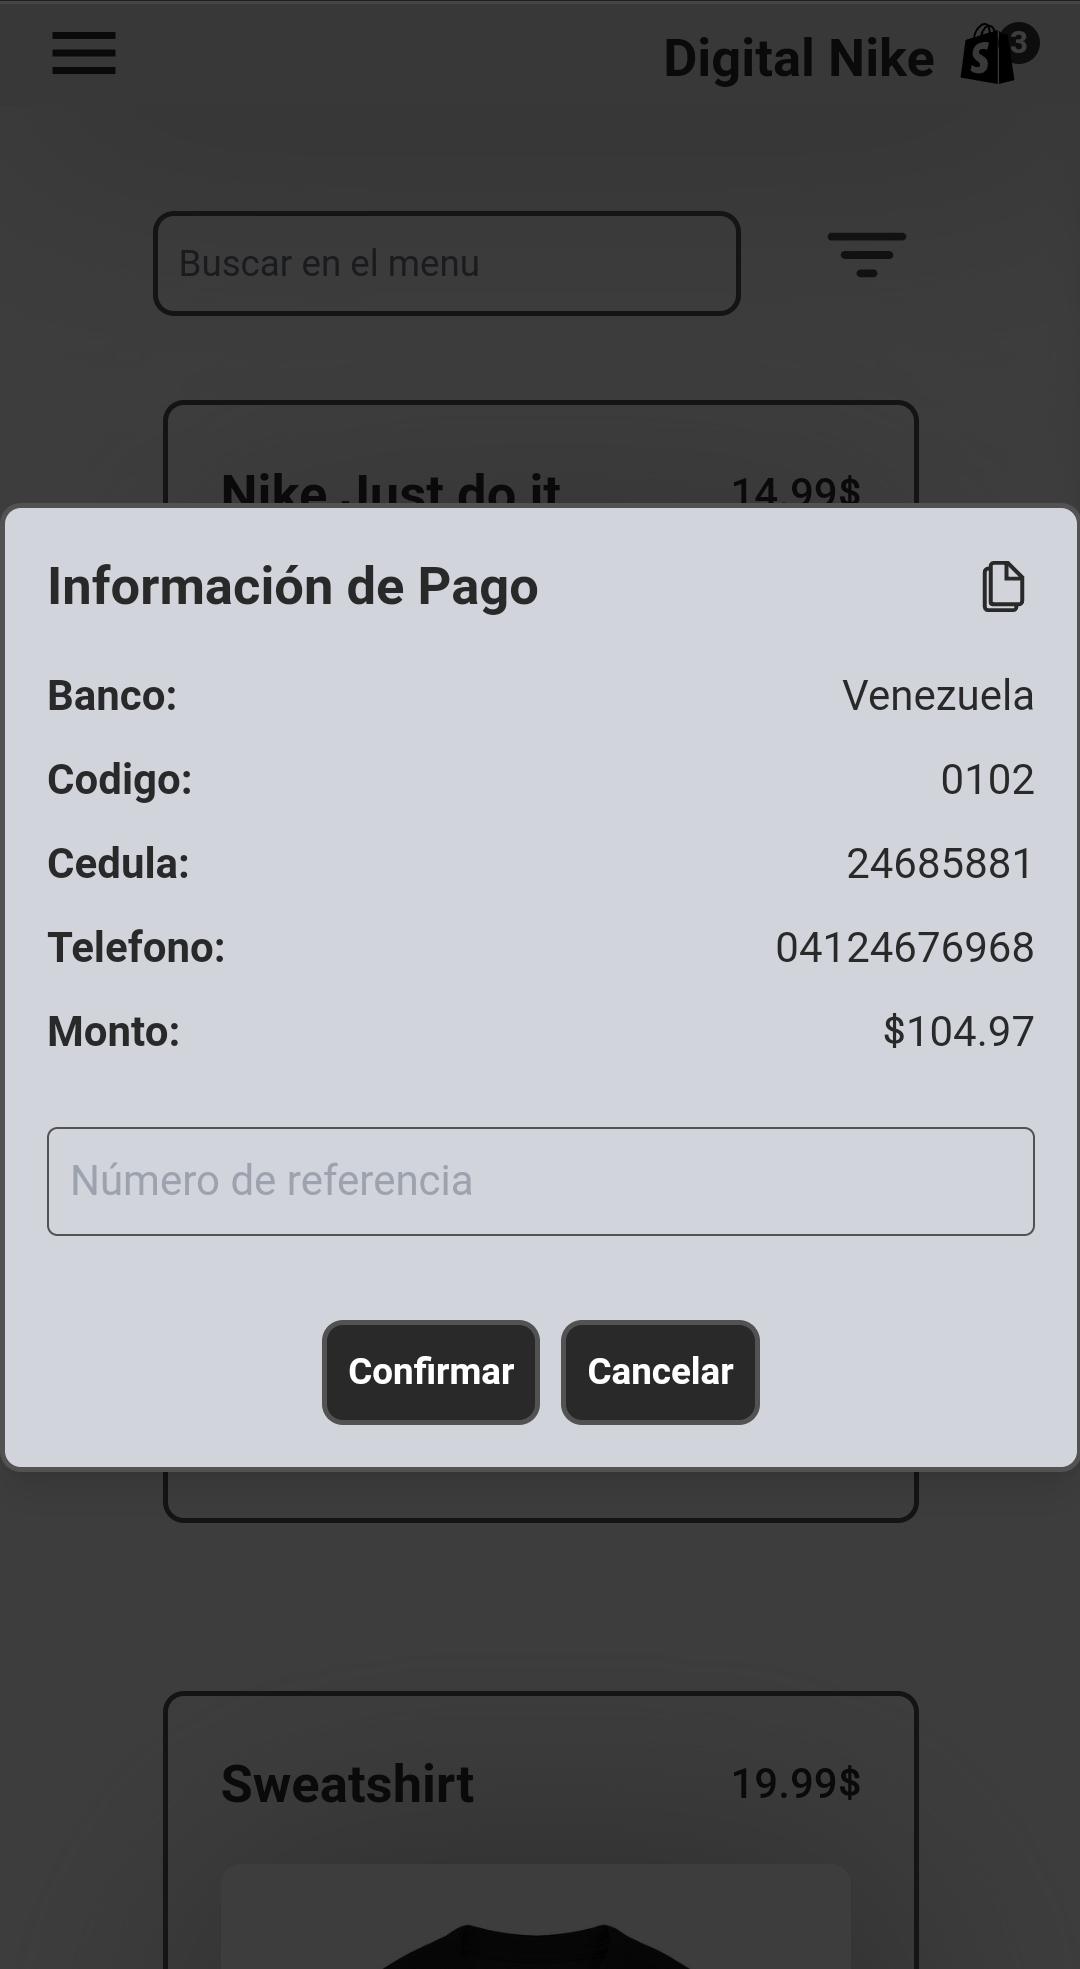 Digital Nike
3
Buscar en el menu
Nike Just do it 14.99$
Información de Pago
Banco: Venezuela
Codigo: 0102
Cedula: 24685881
Telefono: 04124676968
Monto: $104.97
Número de referencia
Confirmar Cancelar
Sweatshirt 19.99$